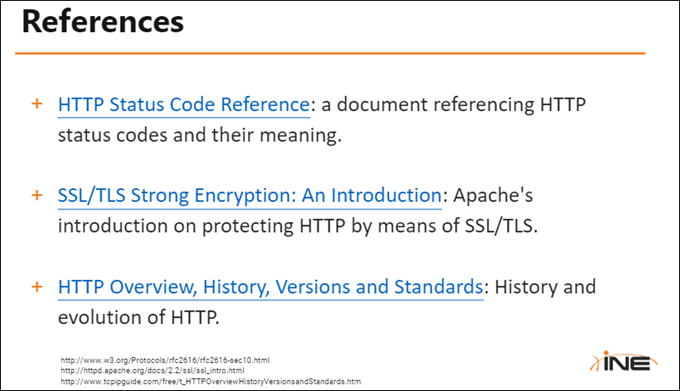 References
+ HTTP Status Code Reference: a document referencing HTTP
status codes and their meaning.
+ SSL/TLS Strong Encryption: An Introduction: Apache's
introduction on protecting HTTP by means of SSL/TLS.
+ HTTP Overview, History, Versions and Standards: History and
evolution of HTTP.
http://www.w3.org/Protocols/rfc2616/rfc2616-sec10.html
http://httpd.apache.org/docs/2.2/ssl/ssl_intro.html
http://www.tcpipguide.com/free/t_HTTPOverviewHistoryVersionsandStandards.htm
INE